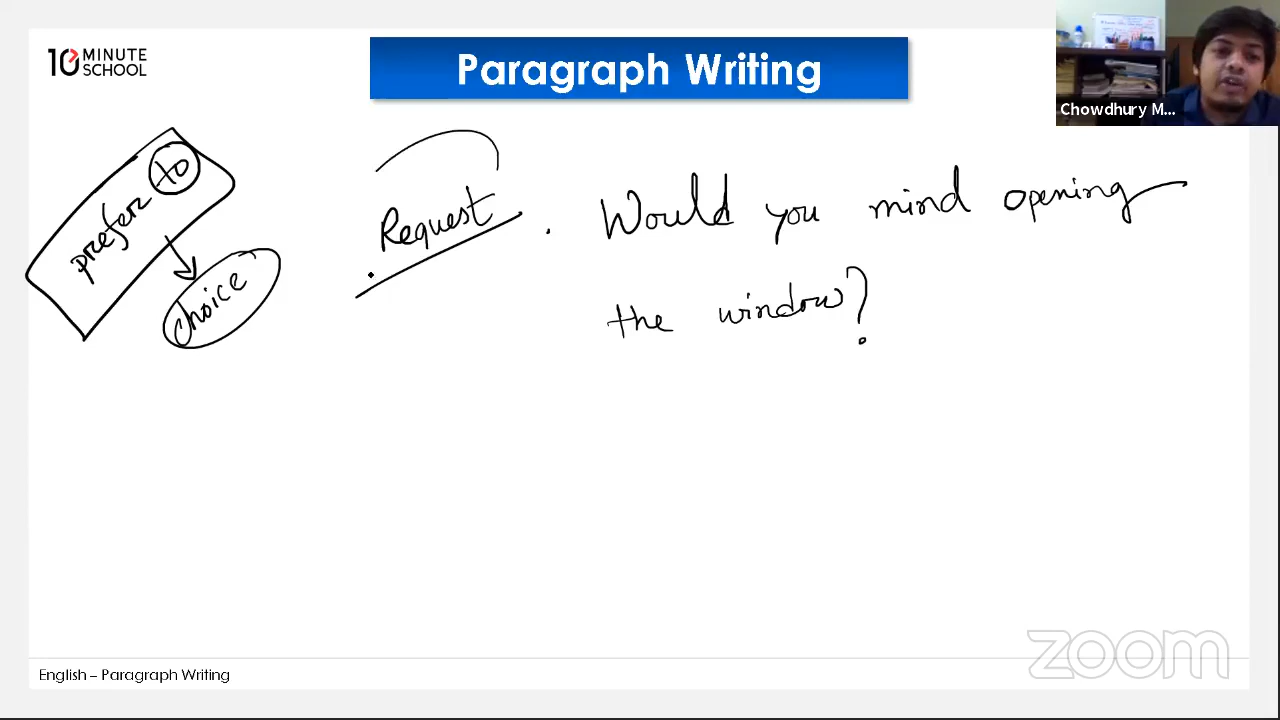 10 MINUTE SCHOOL
Paragraph Writing
Chowdhury M...
prefer to
choice
Request . Would you mind opening
the window?
zoom
English – Paragraph Writing